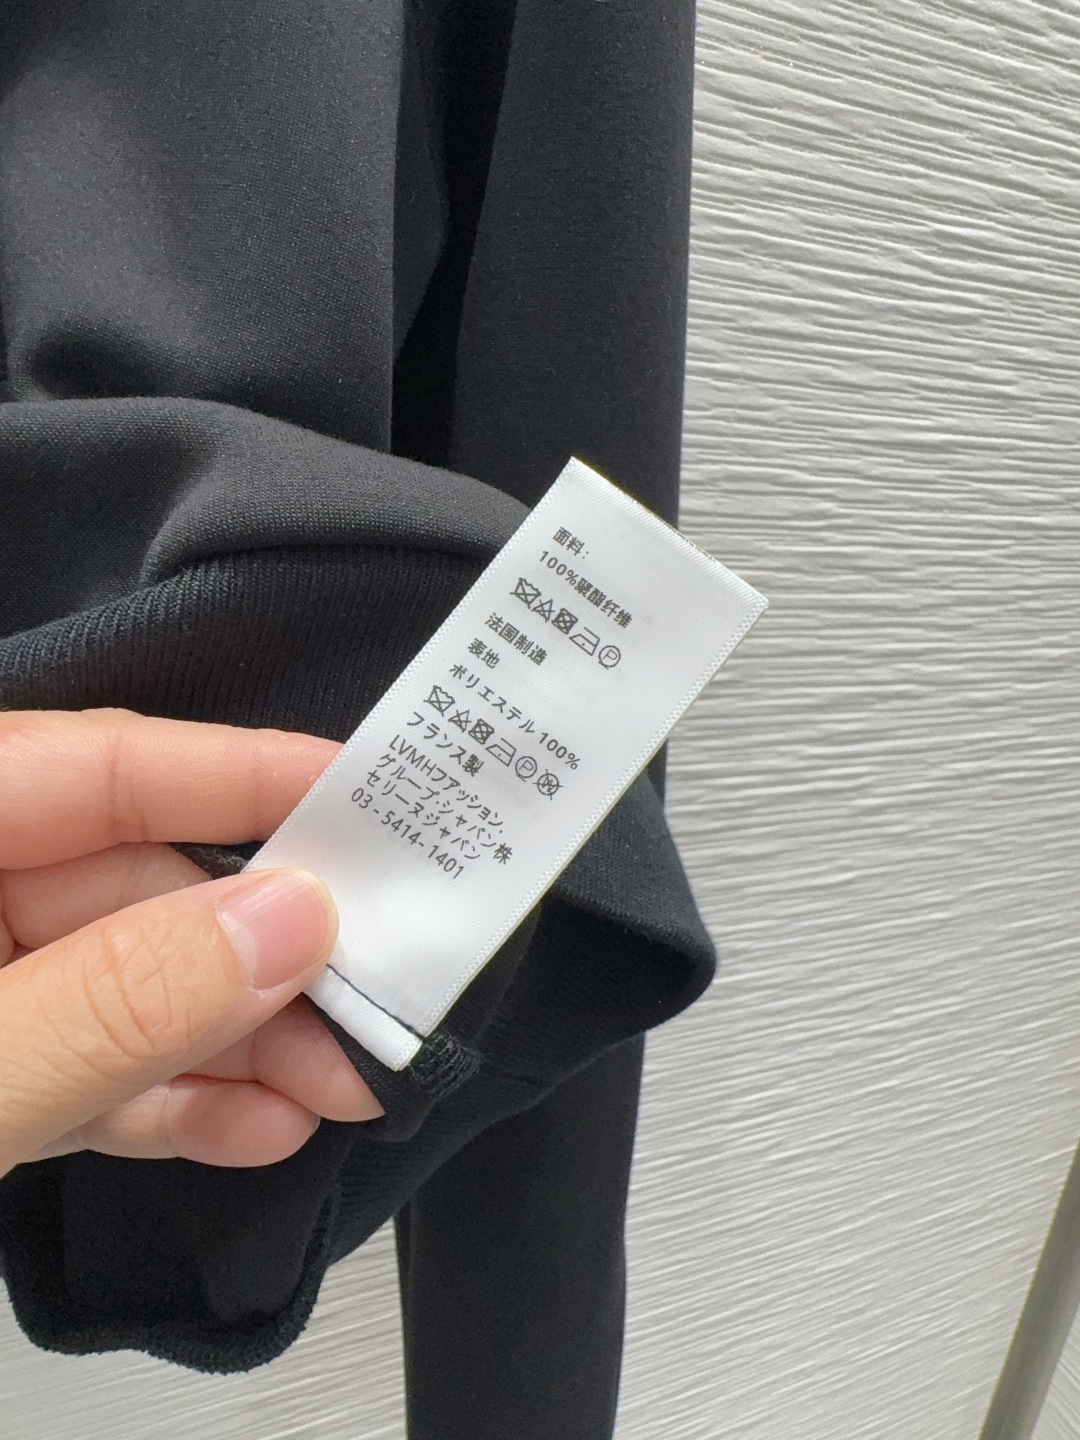 面料：
100%聚酯纤维
P
法国制造
表地
ポリエステル 100%
P W
フランス製
LVMHファッション.
グループ・ジャパン株
セリーヌジャパン
03-5414-1401